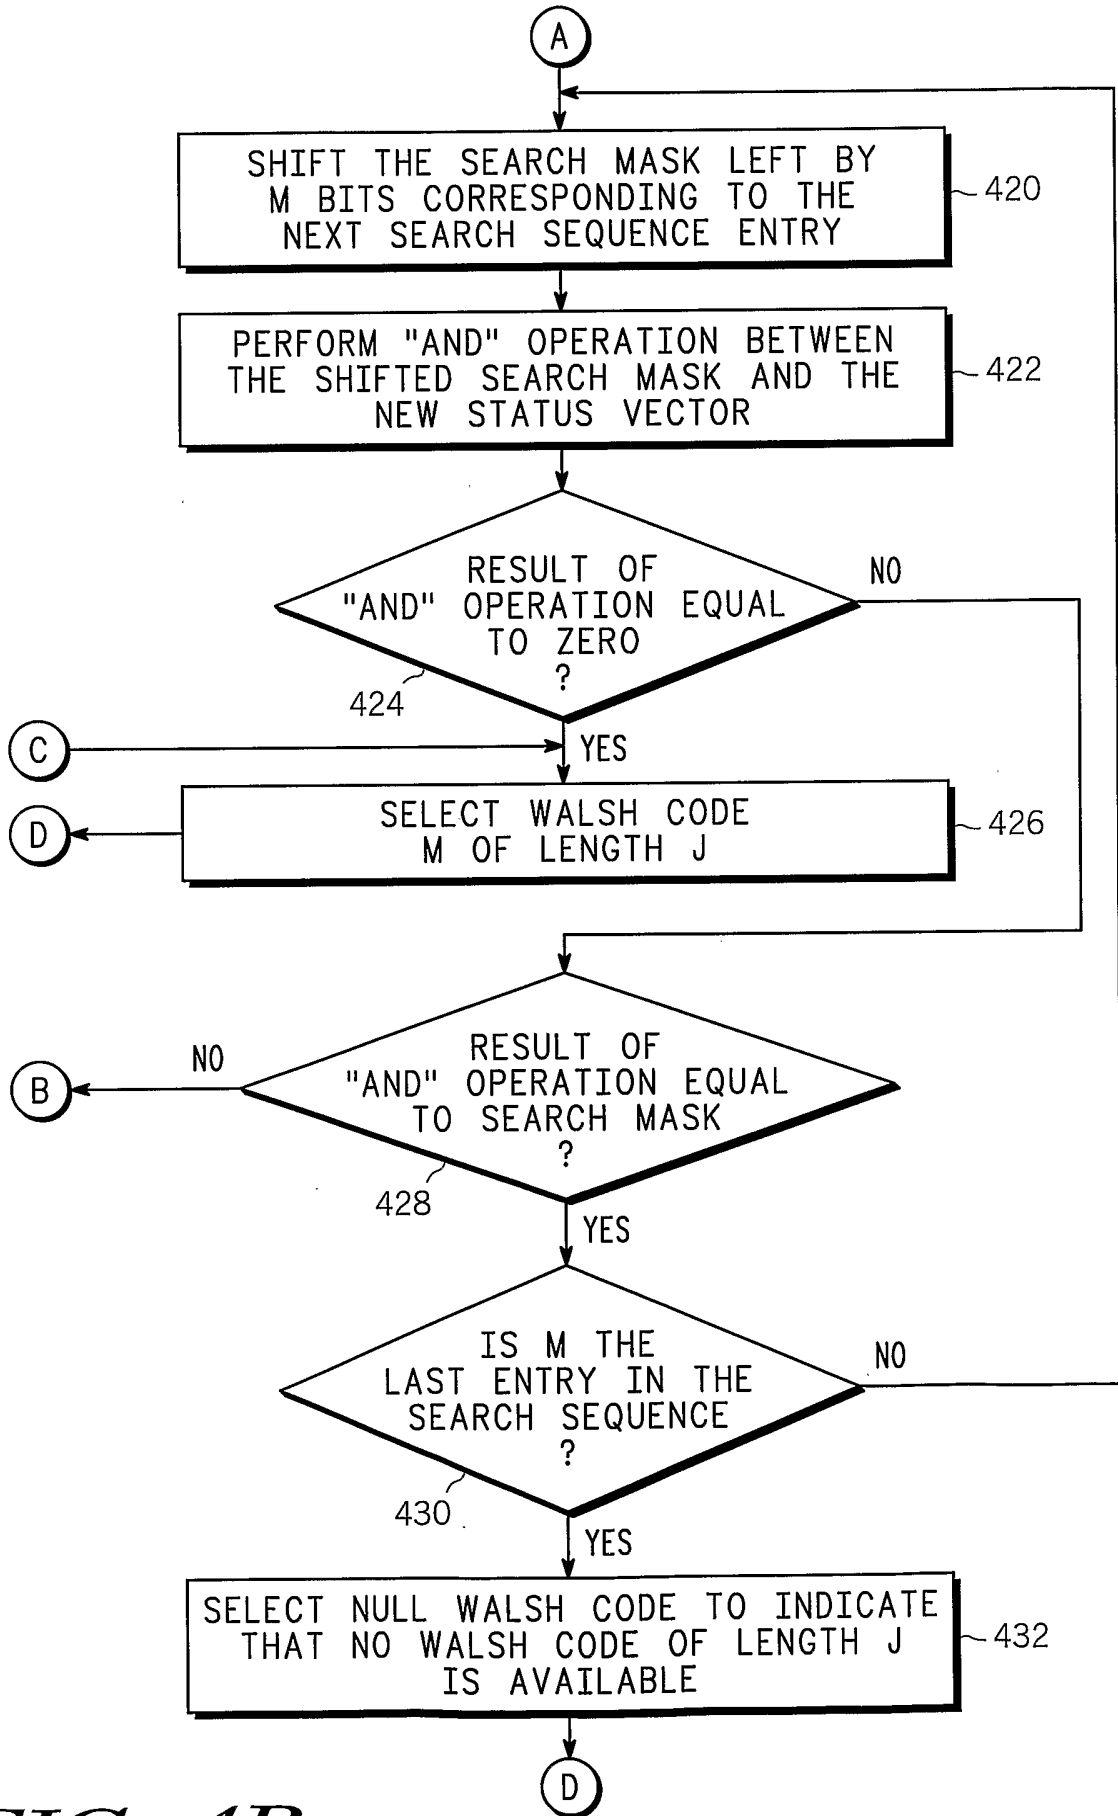 A
SHIFT THE SEARCH MASK LEFT BY
M BITS CORRESPONDING TO THE
NEXT SEARCH SEQUENCE ENTRY
420
PERFORM "AND" OPERATION BETWEEN
THE SHIFTED SEARCH MASK AND THE
NEW STATUS VECTOR
422
RESULT OF
"AND" OPERATION EQUAL
TO ZERO
?
NO
424
C
YES
SELECT WALSH CODE
M OF LENGTH J
426
D
RESULT OF
"AND" OPERATION EQUAL
TO SEARCH MASK
?
NO
B
428
YES
IS M THE
LAST ENTRY IN THE
SEARCH SEQUENCE
?
NO
430
YES
SELECT NULL WALSH CODE TO INDICATE
THAT NO WALSH CODE OF LENGTH J
IS AVAILABLE
432
D